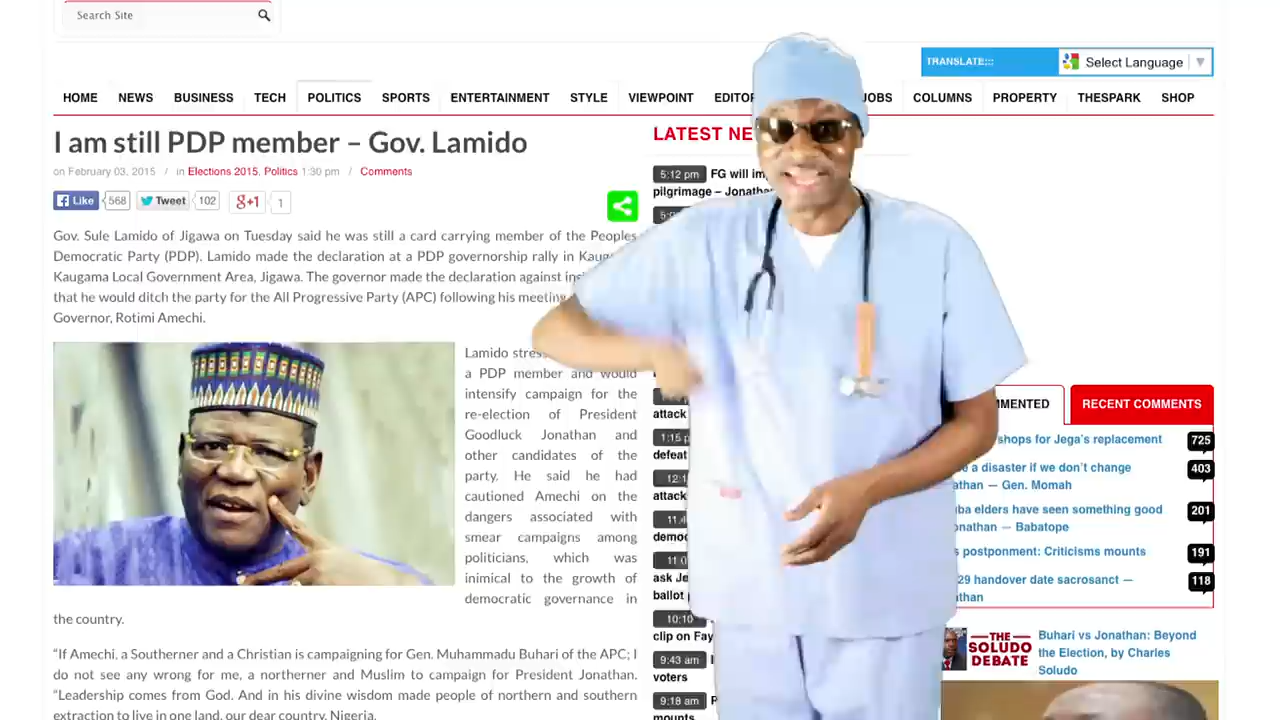 Search Site
TRANSLATE:::
Select Language
HOME NEWS BUSINESS TECH POLITICS SPORTS ENTERTAINMENT STYLE VIEWPOINT COLUMNS PROPERTY THESPARK SHOP
I am still PDP member – Gov. Lamido
on February 03, 2015 / in Elections 2015, Politics 1:30 pm / Comments
Like 568 Tweet 102 g+1 1
Gov. Sule Lamido of Jigawa on Tuesday said he was still a card carrying member of the Peoples
Democratic Party (PDP). Lamido made the declaration at a PDP governorship rally in
Kaugama Local Government Area, Jigawa. The governor made the declaration against
that he would ditch the party for the All Progressive Party (APC) following his meeting
Governor, Rotimi Amechi.
Lamido
a PDP member and would
intensify campaign for the
re-election of President
Goodluck Jonathan and
other candidates of the
party. He said he had
cautioned Amechi on the
dangers associated with
smear campaigns among
politicians, which was
inimical to the growth of
democratic governance in
the country.
“If Amechi, a Southerner and a Christian is campaigning for Gen. Muhammadu Buhari of the APC; I
do not see any wrong for me, a northerner and Muslim to campaign for President Jonathan.
“Leadership comes from God. And in his divine wisdom made people of northern and southern
extraction to live in one land, our dear country, Nigeria.
LATEST
5:12 pm FG will
pilgrimage –
attack
1:15
defeat
attack
ask
ballot
10:10
clip on
9:43 am
voters
9:18 am
mounts
RECENT COMMENTS
shops for Jega's replacement 725
a disaster if we don't change 403
— Gen. Momah
elders have seen something good 201
— Babatope
postponment: Criticisms mounts 191
29 handover date sacrosanct — 118
THE
SOLUDO
DEBATE
Buhari vs Jonathan: Beyond
the Election, by Charles
Soludo